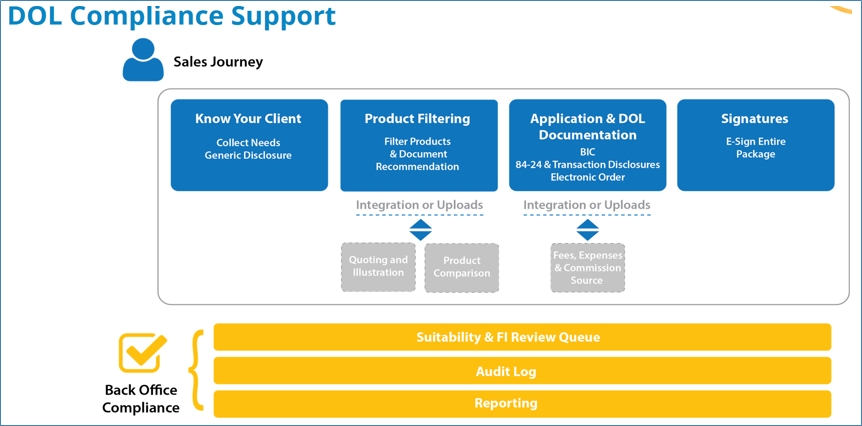 DOL Compliance Support
Sales Journey
Know Your Client
Collect Needs
Generic Disclosure
Product Filtering
Filter Products
& Document
Recommendation
Application & DOL
Documentation
BIC
84-24 & Transaction Disclosures
Electronic Order
Signatures
E-Sign Entire
Package
Integration or Uploads
Integration or Uploads
Quoting and
Illustration
Product
Comparison
Fees, Expenses
& Commission
Source
Back Office
Compliance
Suitability & FI Review Queue
Audit Log
Reporting